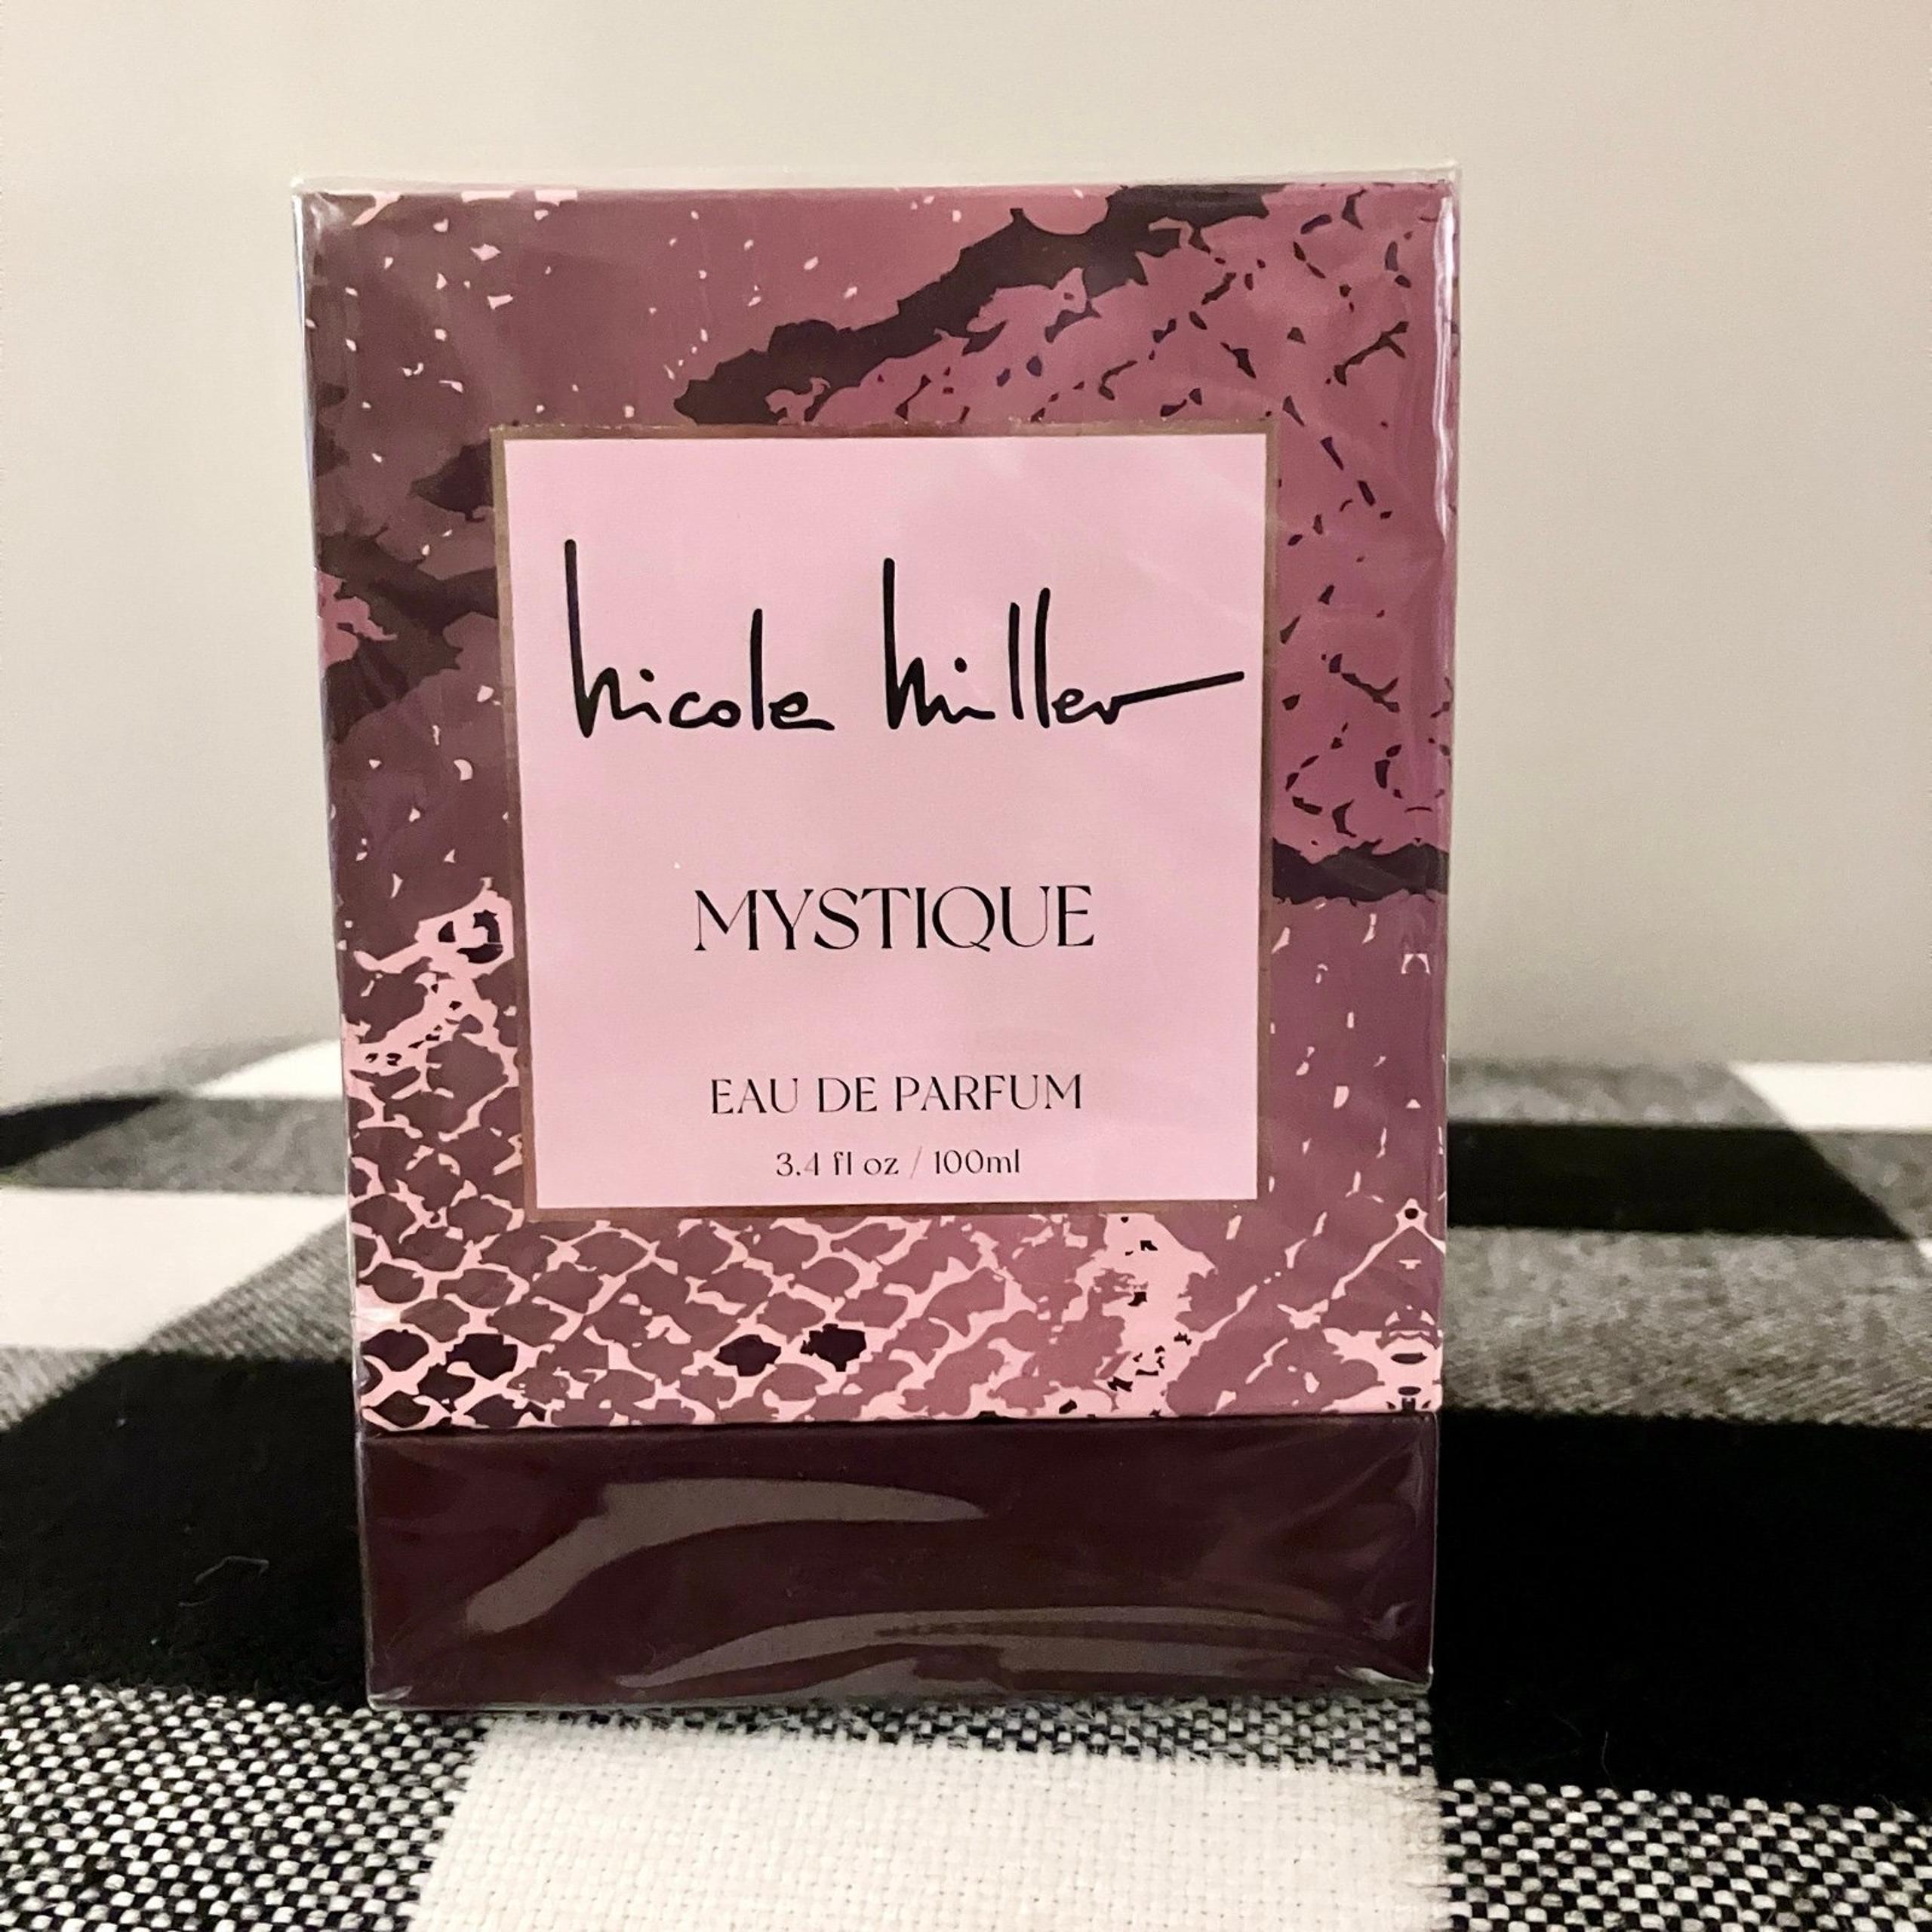 nicole miller
MYSTIQUE
EAU DE PARFUM
3.4 fl oz / 100ml